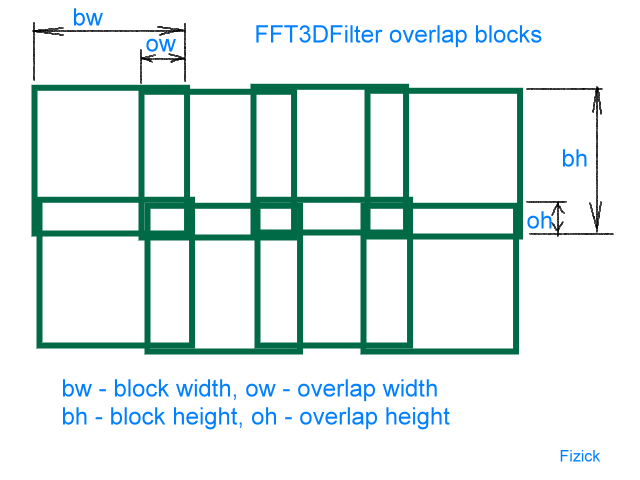 bw
FFT3DFilter overlap blocks
ow
bh
oh
bw - block width, ow - overlap width
bh - block height, oh - overlap height
Fizick